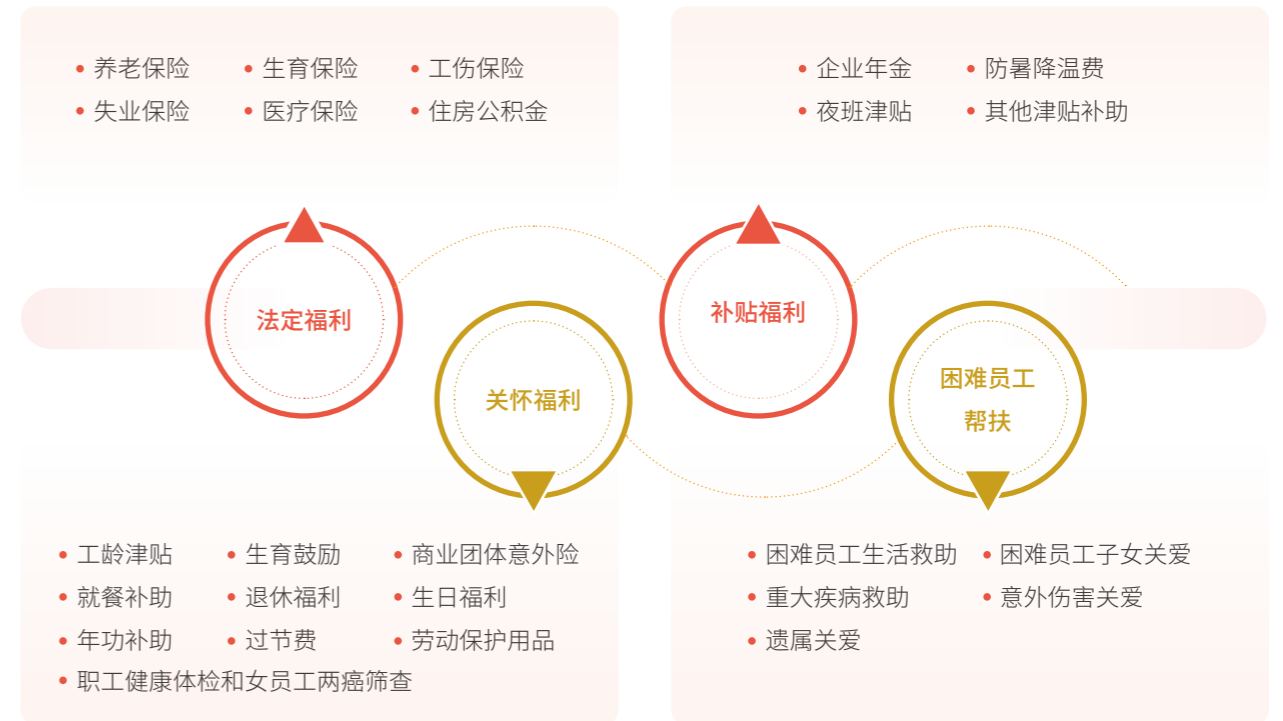 养老保险 生育保险 工伤保险
失业保险 医疗保险 住房公积金
企业年金 防暑降温费
夜班津贴 其他津贴补助
法定福利
关怀福利
补贴福利
困难员工
帮扶
工龄津贴 生育鼓励 商业团体意外险
就餐补助 退休福利 生日福利
年功补助 过节费 劳动保护用品
职工健康体检和女员工两癌筛查
困难员工生活救助 困难员工子女关爱
重大疾病救助 意外伤害关爱
遗属关爱